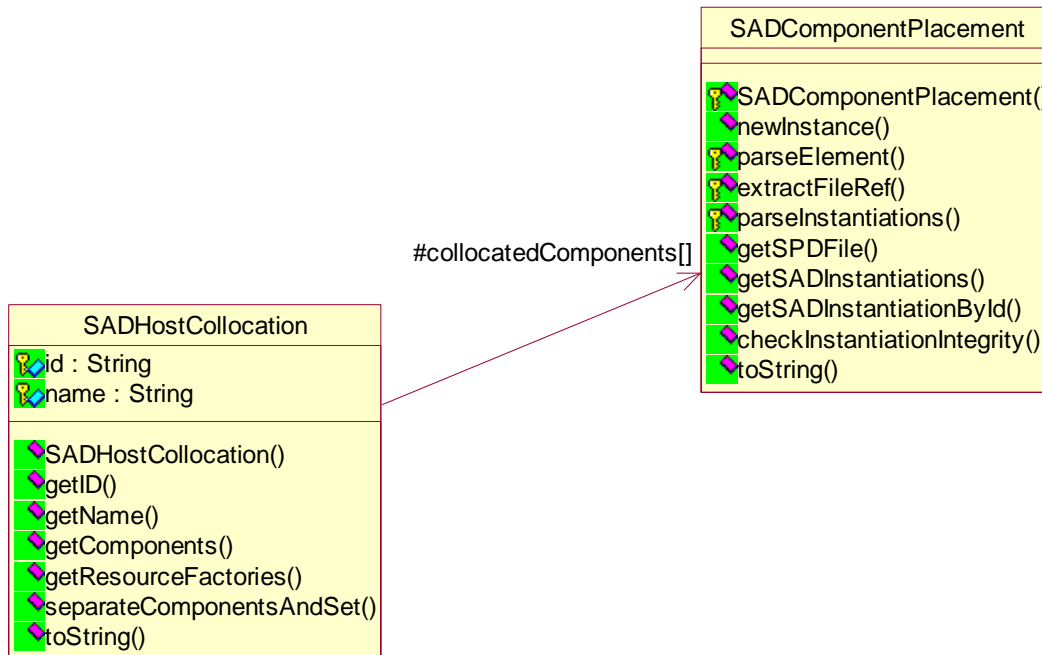 SADComponentPlacement
SADComponentPlacement()
newInstance()
parseElement()
extractFileRef()
parseInstantiations()
getSPDFile()
getSADInstantiations()
getSADInstantiationById()
checkInstantiationIntegrity()
toString()
#collocatedComponents[]
SADHostCollocation
id : String
name : String
SADHostCollocation()
getID()
getName()
getComponents()
getResourceFactories()
separateComponentsAndSet()
toString()